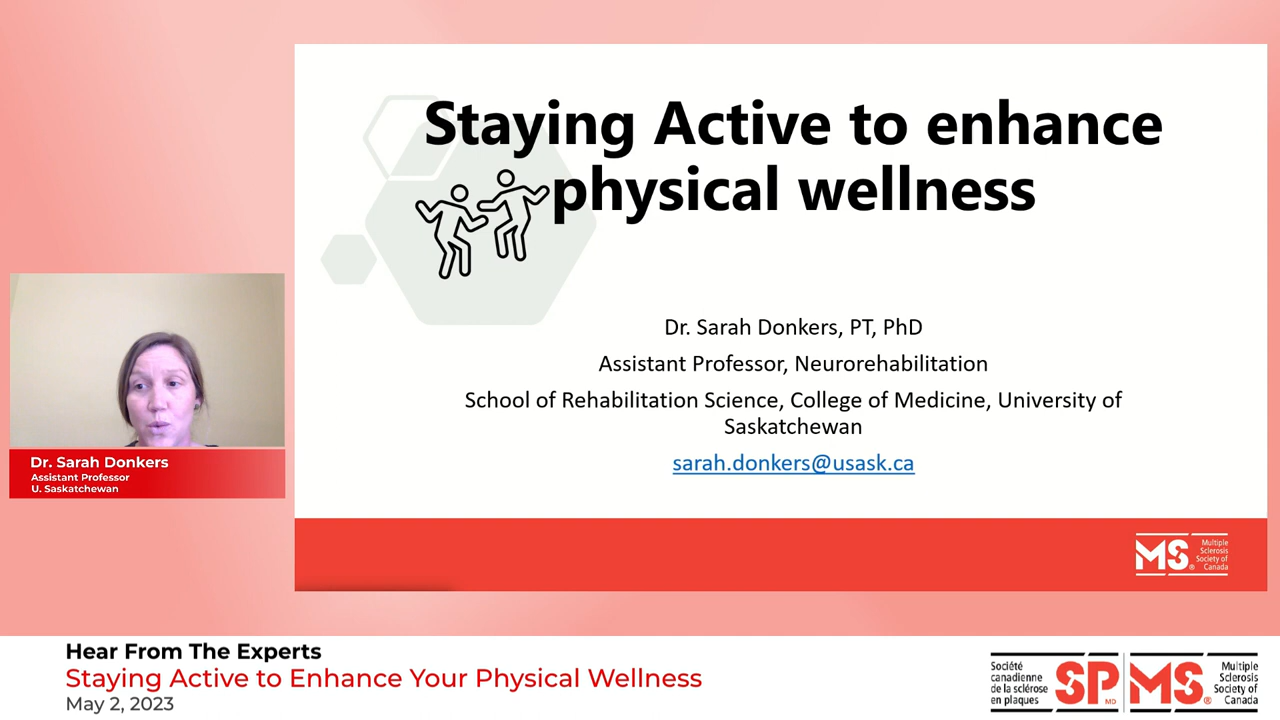 Staying Active to enhance
physical wellness
Dr. Sarah Donkers, PT, PhD
Assistant Professor, Neurorehabilitation
School of Rehabilitation Science, College of Medicine, University of
Saskatchewan
sarah.donkers@usask.ca
Dr. Sarah Donkers
Assistant Professor
U. Saskatchewan
MS®
Multiple
Sclerosis
Society of
Canada
Hear From The Experts
Staying Active to Enhance Your Physical Wellness
May 2, 2023
Société
canadienne
de la sclérose
en plaques
SP MD
MS®
Multiple
Sclerosis
Society of
Canada